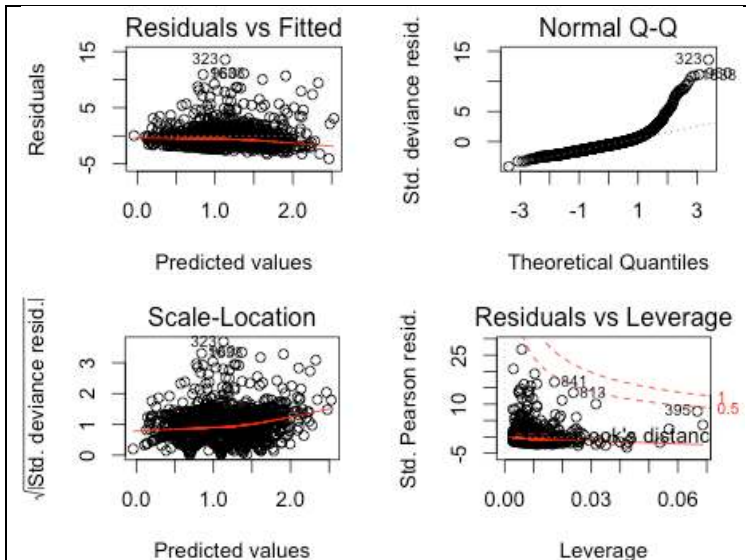 Residuals vs Fitted
Residuals
15
5
-5
323
0.0
1.0
2.0
Predicted values
Normal Q-Q
Std. deviance resid.
15
5
0
323
-3
-1
1
3
Theoretical Quantiles
Scale-Location
√|Std. deviance resid.|
3
2
1
0
323
0.0
1.0
2.0
Predicted values
Residuals vs Leverage
Std. Pearson resid.
25
10
-5
841
813
395
1
0.5
0.00
0.03
0.06
Leverage